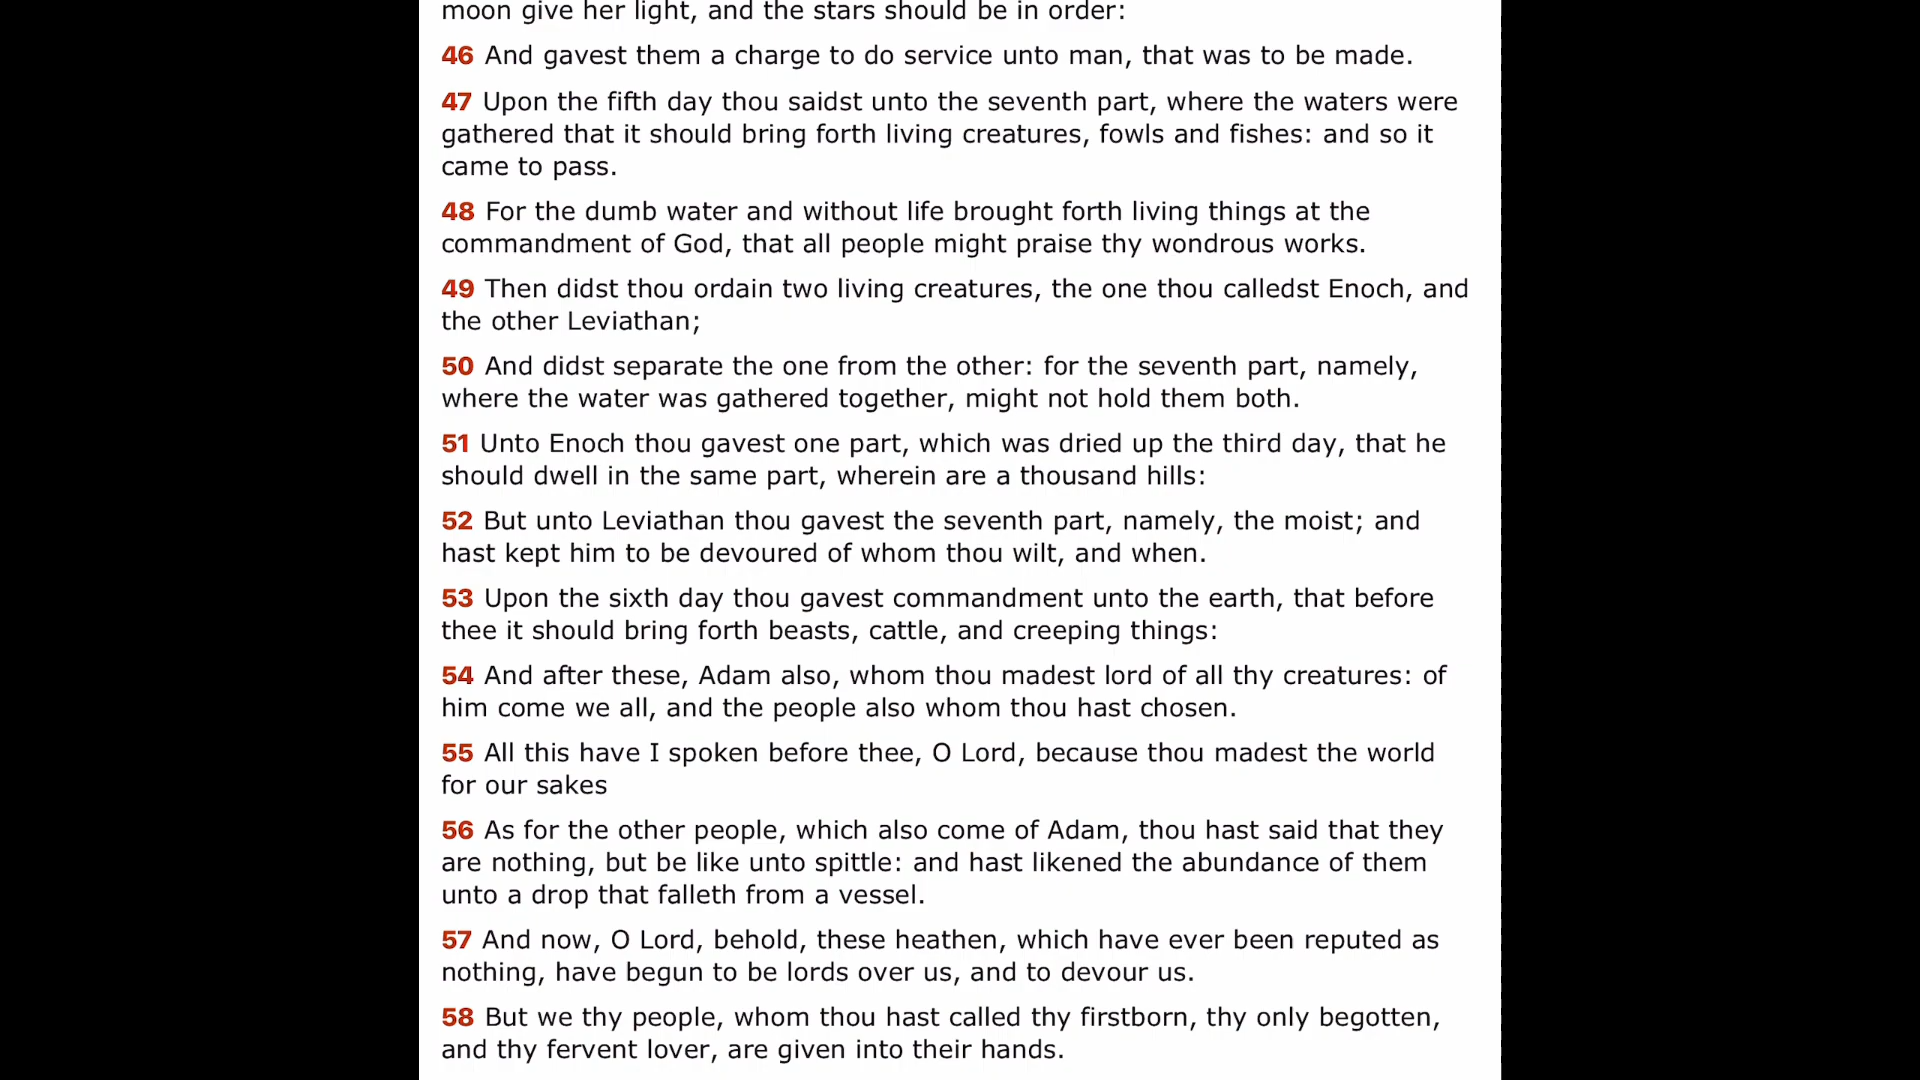 moon give her light, and the stars should be in order:
46 And gavest them a charge to do service unto man, that was to be made.
47 Upon the fifth day thou saidst unto the seventh part, where the waters were
gathered that it should bring forth living creatures, fowls and fishes: and so it
came to pass.
48 For the dumb water and without life brought forth living things at the
commandment of God, that all people might praise thy wondrous works.
49 Then didst thou ordain two living creatures, the one thou calledst Enoch, and
the other Leviathan;
50 And didst separate the one from the other: for the seventh part, namely,
where the water was gathered together, might not hold them both.
51 Unto Enoch thou gavest one part, which was dried up the third day, that he
should dwell in the same part, wherein are a thousand hills:
52 But unto Leviathan thou gavest the seventh part, namely, the moist; and
hast kept him to be devoured of whom thou wilt, and when.
53 Upon the sixth day thou gavest commandment unto the earth, that before
thee it should bring forth beasts, cattle, and creeping things:
54 And after these, Adam also, whom thou madest lord of all thy creatures: of
him come we all, and the people also whom thou hast chosen.
55 All this have I spoken before thee, O Lord, because thou madest the world
for our sakes
56 As for the other people, which also come of Adam, thou hast said that they
are nothing, but be like unto spittle: and hast likened the abundance of them
unto a drop that falleth from a vessel.
57 And now, O Lord, behold, these heathen, which have ever been reputed as
nothing, have begun to be lords over us, and to devour us.
58 But we thy people, whom thou hast called thy firstborn, thy only begotten,
and thy fervent lover, are given into their hands.